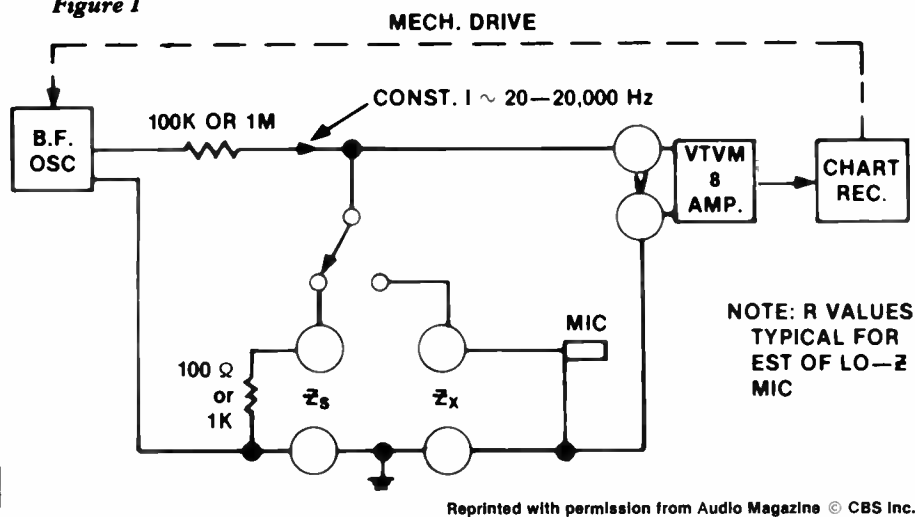 Figure 1
MECH. DRIVE
B.F.
OSC
100K OR 1M
CONST. I ~ 20—20,000 Hz
VTVM
8
AMP.
CHART
REC.
100 Ω
or
1K
Zs
Zx
MIC
NOTE: R VALUES
TYPICAL FOR
EST OF LO—Z
MIC
Reprinted with permission from Audio Magazine © CBS Inc.